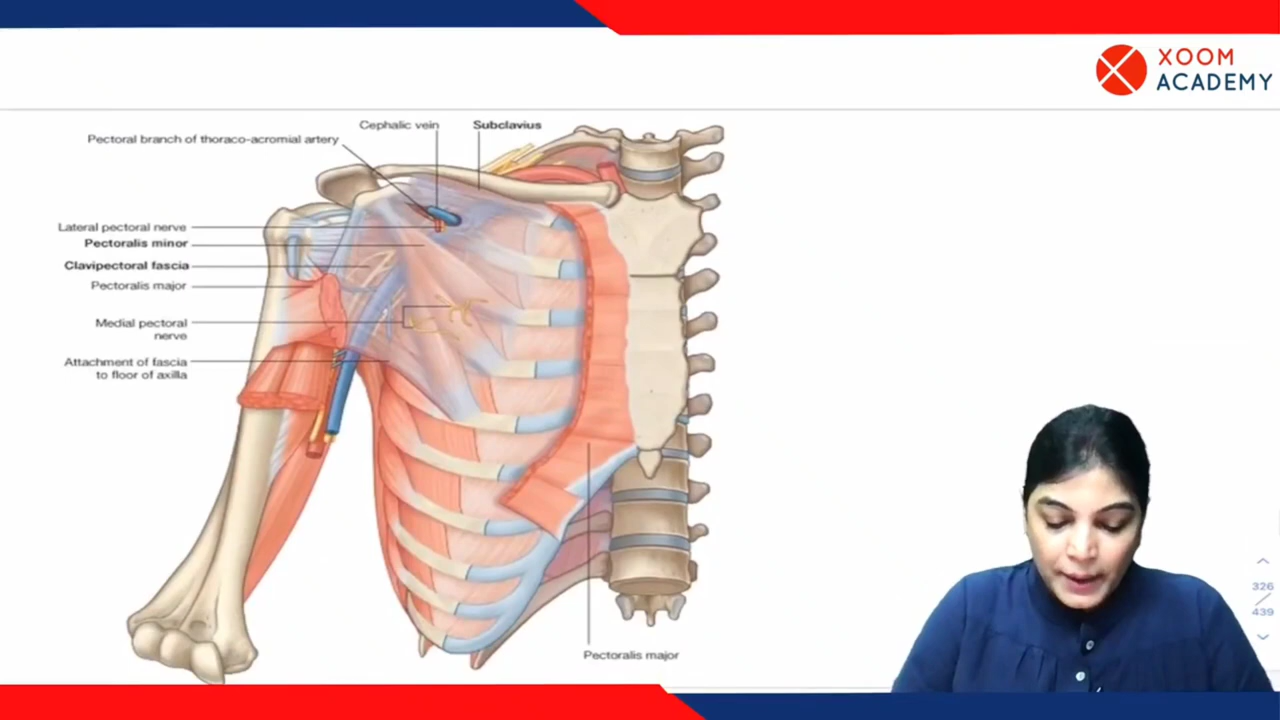 XOOM
ACADEMY
Cephalic vein
Subclavius
Pectoral branch of thoraco-acromial artery
Lateral pectoral nerve
Pectoralis minor
Clavipectoral fascia
Pectoralis major
Medial pectoral
nerve
Attachment of fascia
to floor of axilla
Pectoralis major
326
439